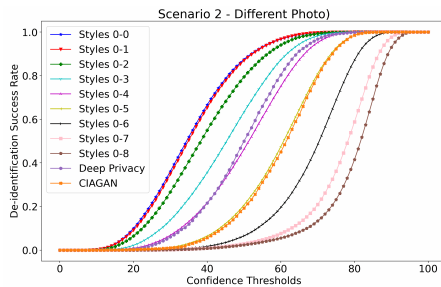 Scenario 2 - Different Photo)
De-identification Success Rate
1.0
0.8
0.6
0.4
0.2
0.0
Styles 0-0
Styles 0-1
Styles 0-2
Styles 0-3
Styles 0-4
Styles 0-5
Styles 0-6
Styles 0-7
Styles 0-8
Deep Privacy
CIAGAN
0 20 40 60 80 100
Confidence Thresholds